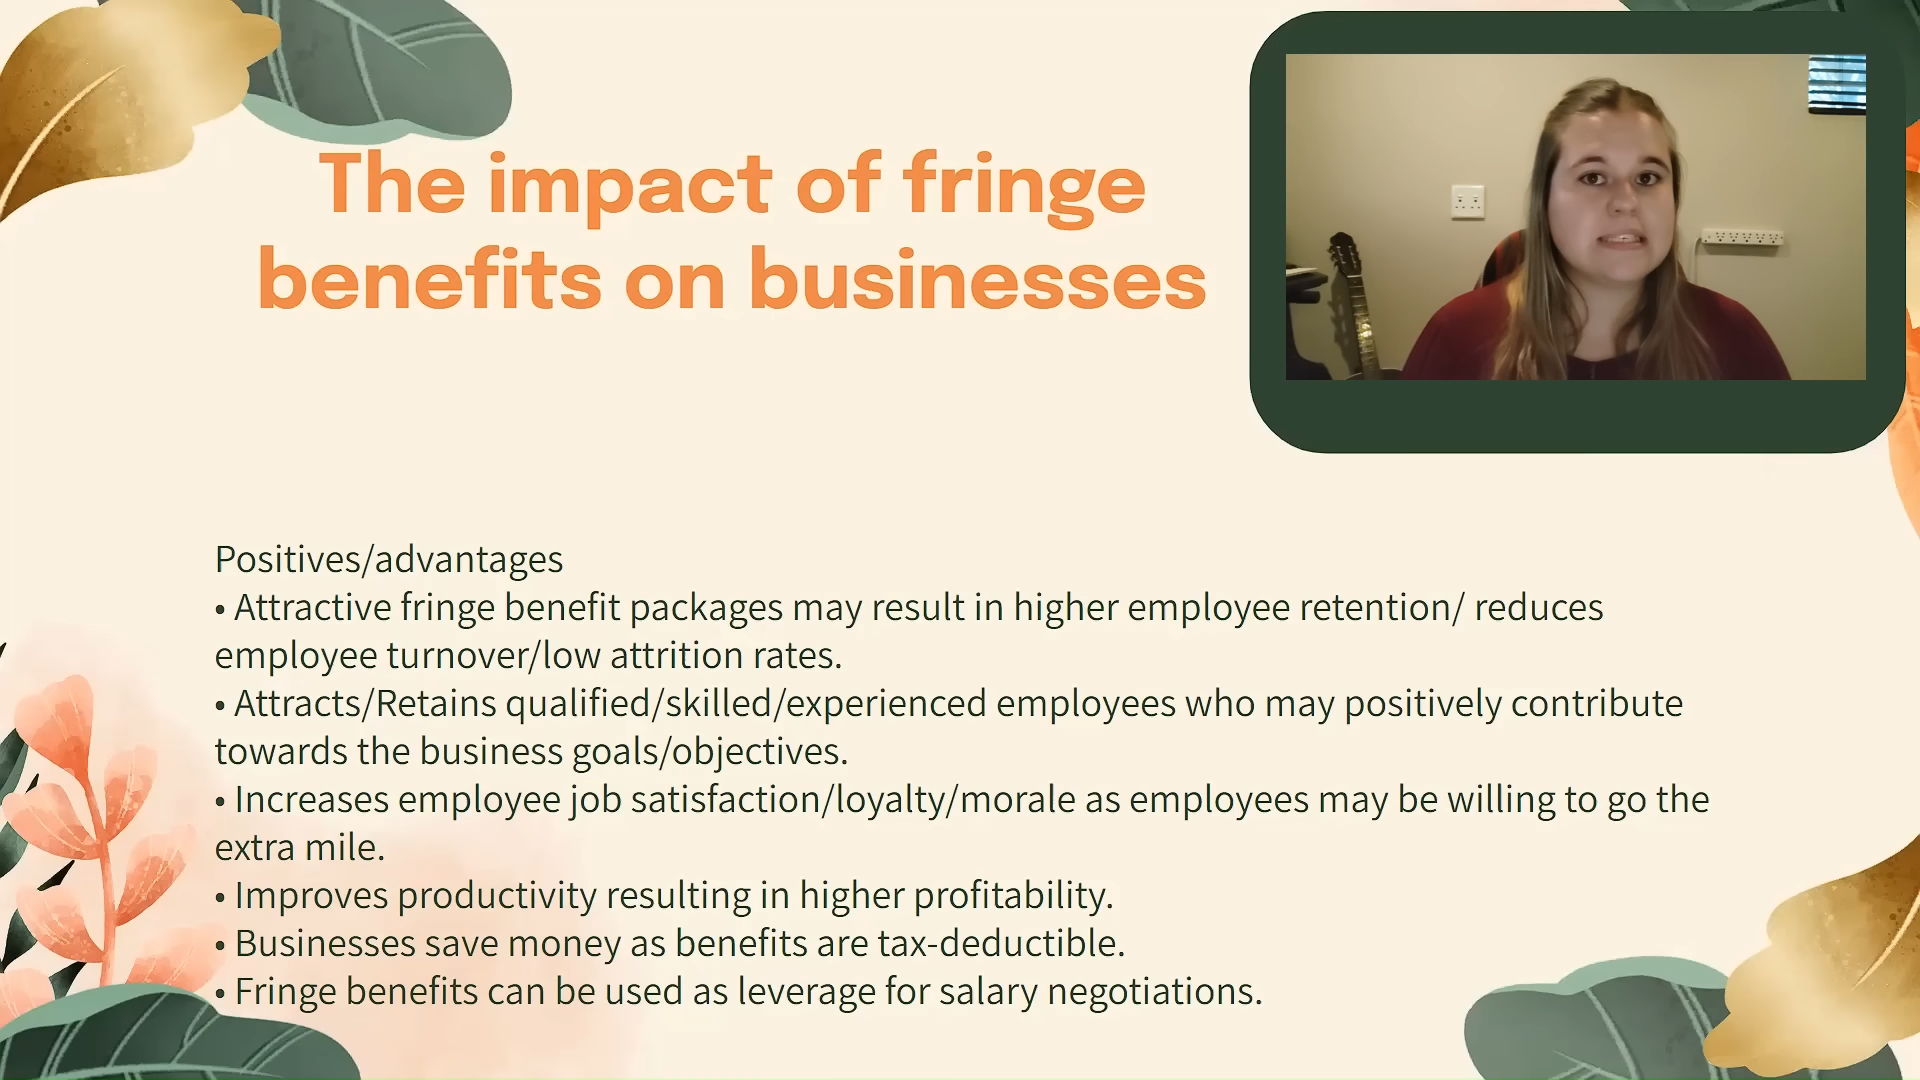 The impact of fringe
benefits on businesses
Positives/advantages
• Attractive fringe benefit packages may result in higher employee retention/ reduces
employee turnover/low attrition rates.
• Attracts/Retains qualified/skilled/experienced employees who may positively contribute
towards the business goals/objectives.
• Increases employee job satisfaction/loyalty/morale as employees may be willing to go the
extra mile.
• Improves productivity resulting in higher profitability.
• Businesses save money as benefits are tax-deductible.
• Fringe benefits can be used as leverage for salary negotiations.